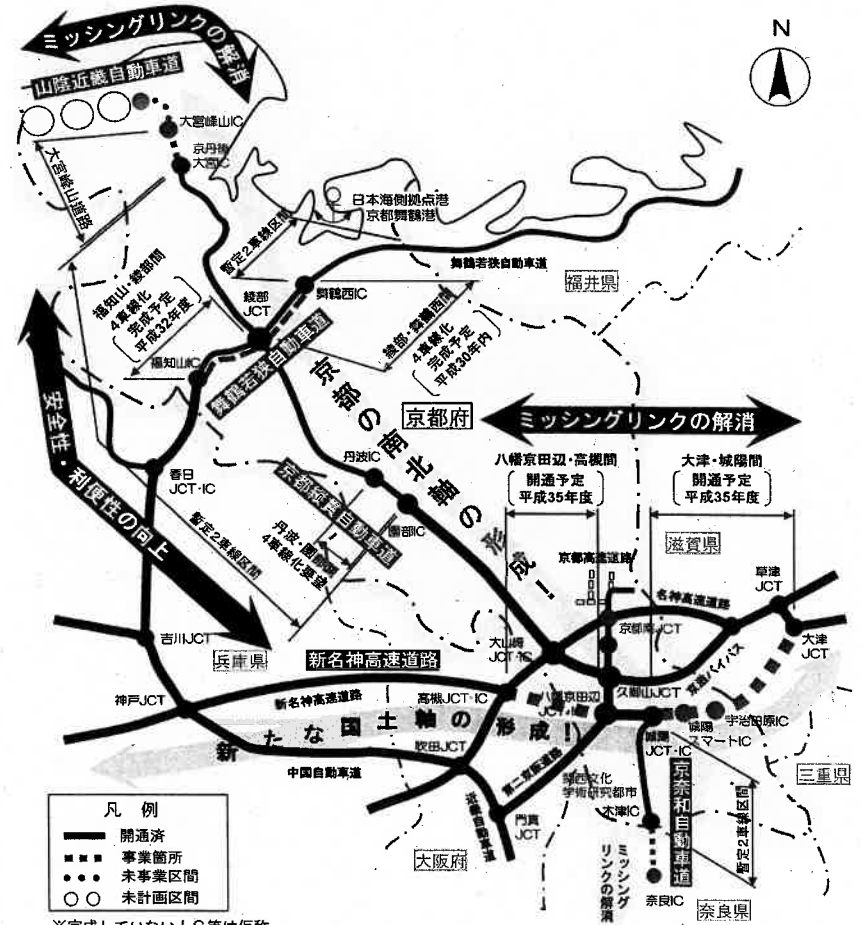 ミッシングリンクの解消
N
山陰近畿自動車道
大宮峰山IC
京丹後
大宮IC
大宮峰山道路
日本海側拠点港
京都舞鶴港
暫定2車線区間
舞鶴若狭自動車道
福井県
綾部
JCT
舞鶴西IC
福知山・綾部間
4車線化
完成予定
平成32年度
綾部・舞鶴西間
4車線化
完成予定
平成30年内
福知山IC
舞鶴若狭自動車道
京都の南北軸の形成!
京都府
ミッシングリンクの解消
安全性・利便性の向上
八幡京田辺・高槻間
開通予定
平成35年度
大津・城陽間
開通予定
平成35年度
丹波IC
春日
JCT・IC
京都縦貫自動車道
園部IC
丹波・園部間
4車線化要望
暫定2車線区間
滋賀県
京都高速道路
草津
JCT
名神高速道路
京都南JCT
大山崎
JCT・IC
大津
JCT
吉川JCT
兵庫県
新名神高速道路
京滋バイパス
久御山JCT
神戸JCT
新名神高速道路
高槻JCT・IC
八幡京田辺
JCT・IC
宇治田原IC
城陽
スマートIC
城陽
JCT・IC
新たな国土軸の形成!
吹田JCT
中国自動車道
第二京阪道路
関西文化
学術研究都市
三重県
木津IC
京奈和自動車道
暫定2車線区間
近畿自動車道
門真
JCT
大阪府
ミッシング
リンクの解消
奈良IC
奈良県
凡例
開通済
事業箇所
未事業区間
未計画区間
※完成していないIC等は仮称